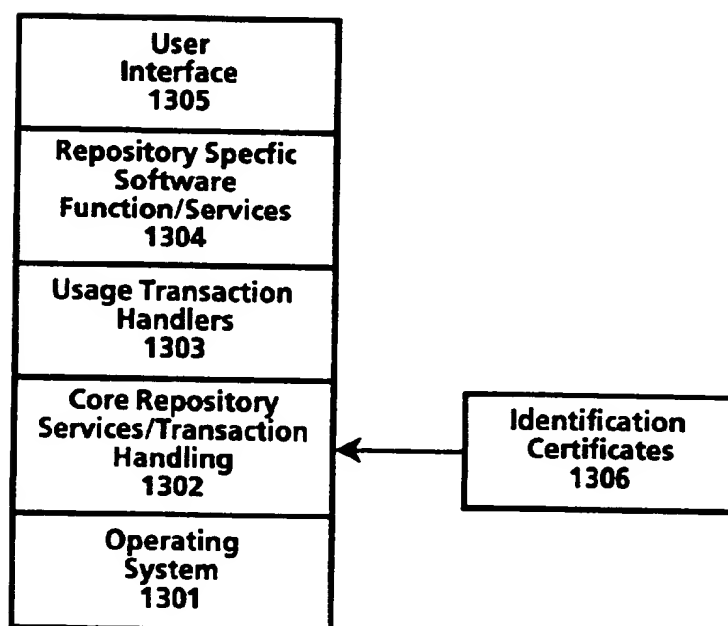 User
Interface
1305
Repository Specfic
Software
Function/Services
1304
Usage Transaction
Handlers
1303
Core Repository
Services/Transaction
Handling
1302
Operating
System
1301
Identification
Certificates
1306